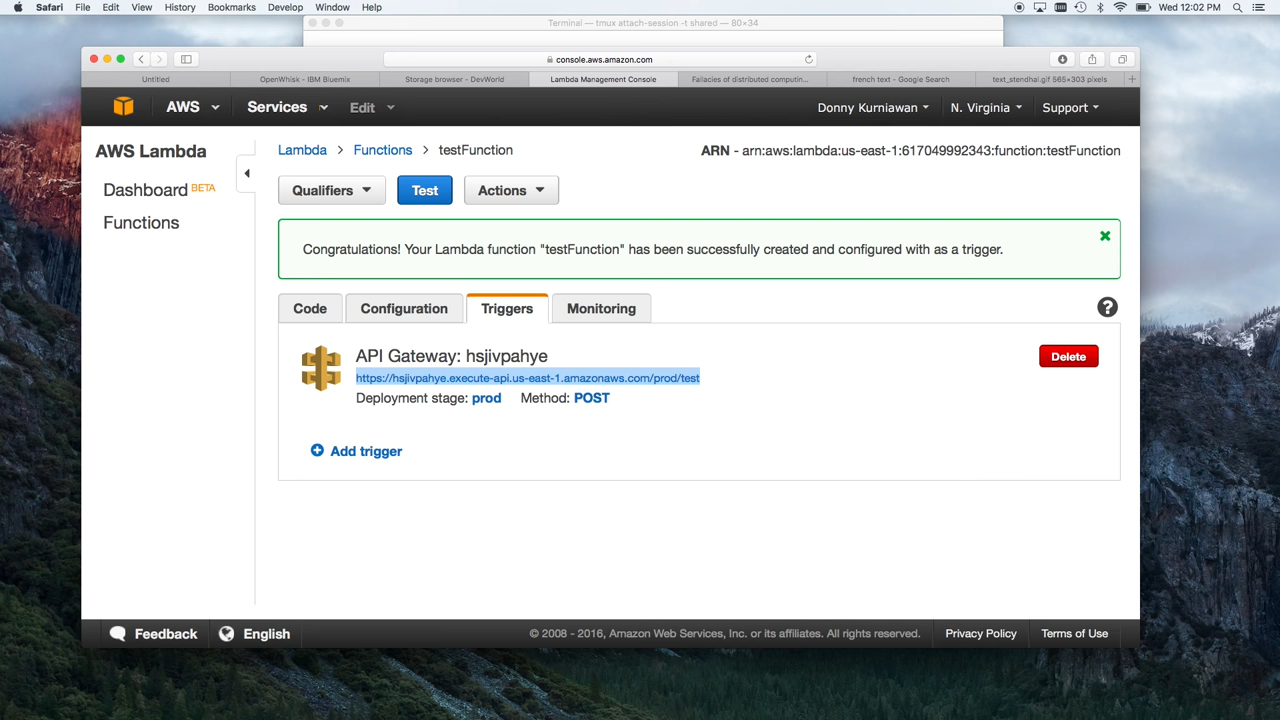 Safari File Edit View History Bookmarks Develop Window Help Wed 12:02 PM
Terminal — tmux attach-session -t shared — 80×34
console.aws.amazon.com
Untitled OpenWhisk - IBM Bluemix Storage browser - DevWorld Lambda Management Console Fallacies of distributed computin... french text - Google Search text_stendhal.gif 565×303 pixels
AWS Services Edit Donny Kurniawan N. Virginia Support
AWS Lambda
Dashboard BETA
Functions
Lambda > Functions > testFunction
ARN - arn:aws:lambda:us-east-1:617049992343:function:testFunction
Qualifiers Test Actions
Congratulations! Your Lambda function "testFunction" has been successfully created and configured with as a trigger.
Code Configuration Triggers Monitoring ?
API Gateway: hsjivpahye
Delete
https://hsjivpahye.execute-api.us-east-1.amazonaws.com/prod/test
Deployment stage: prod Method: POST
Add trigger
Feedback English © 2008 - 2016, Amazon Web Services, Inc. or its affiliates. All rights reserved. Privacy Policy Terms of Use